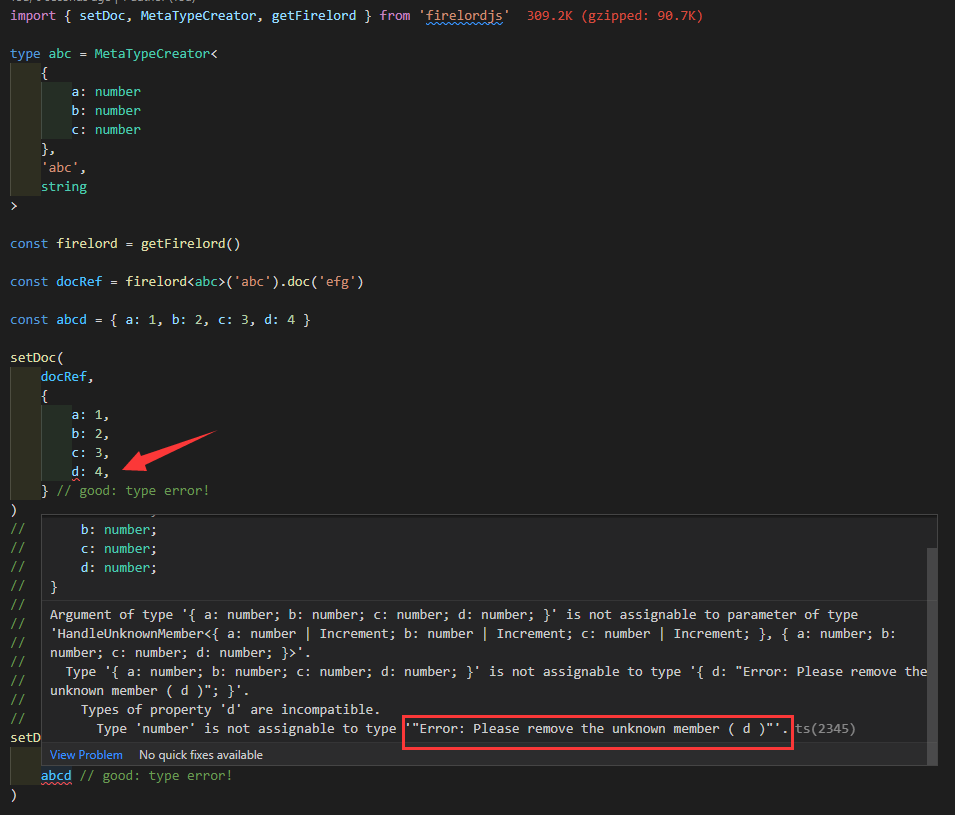 import { setDoc, MetaTypeCreator, getFirelord } from 'firelordjs'  309.2K (gzipped: 90.7K)
type abc = MetaTypeCreator<
{
a: number
b: number
c: number
},
'abc',
string
>
const firelord = getFirelord()
const docRef = firelord<abc>('abc').doc('efg')
const abcd = { a: 1, b: 2, c: 3, d: 4 }
setDoc(
docRef,
{
a: 1,
b: 2,
c: 3,
d: 4,
} // good: type error!
)
//
b: number;
//
c: number;
//
d: number;
//
}
//
Argument of type '{ a: number; b: number; c: number; d: number; }' is not assignable to parameter of type
//
'HandleUnknownMember<{ a: number | Increment; b: number | Increment; c: number | Increment; }, { a: number; b:
//
number; c: number; d: number; }>'.
//
Type '{ a: number; b: number; c: number; d: number; }' is not assignable to type '{ d: "Error: Please remove the
//
unknown member ( d )"; }'.
//
Types of property 'd' are incompatible.
//
Type 'number' is not assignable to type '"Error: Please remove the unknown member ( d )"'. ts(2345)
setD
View Problem  No quick fixes available
abcd // good: type error!
)